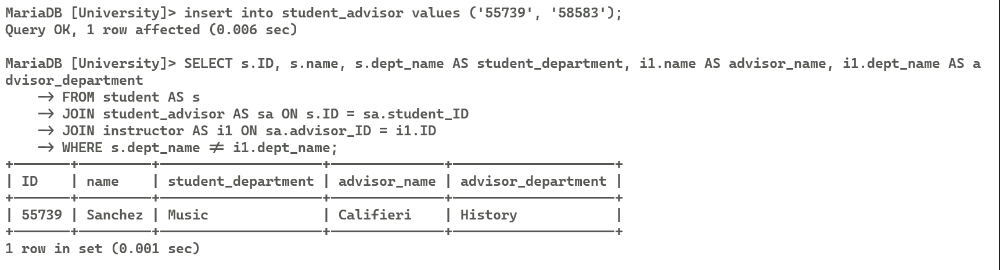 MariaDB [University]> insert into student_advisor values ('55739', '58583');
Query OK, 1 row affected (0.006 sec)

MariaDB [University]> SELECT s.ID, s.name, s.dept_name AS student_department, i1.name AS advisor_name, i1.dept_name AS a
dvisor_department
    -> FROM student AS s
    -> JOIN student_advisor AS sa ON s.ID = sa.student_ID
    -> JOIN instructor AS i1 ON sa.advisor_ID = i1.ID
    -> WHERE s.dept_name != i1.dept_name;
+-------+---------+--------------------+--------------+--------------------+
| ID    | name    | student_department | advisor_name | advisor_department |
+-------+---------+--------------------+--------------+--------------------+
| 55739 | Sanchez | Music              | Califieri    | History            |
+-------+---------+--------------------+--------------+--------------------+
1 row in set (0.001 sec)